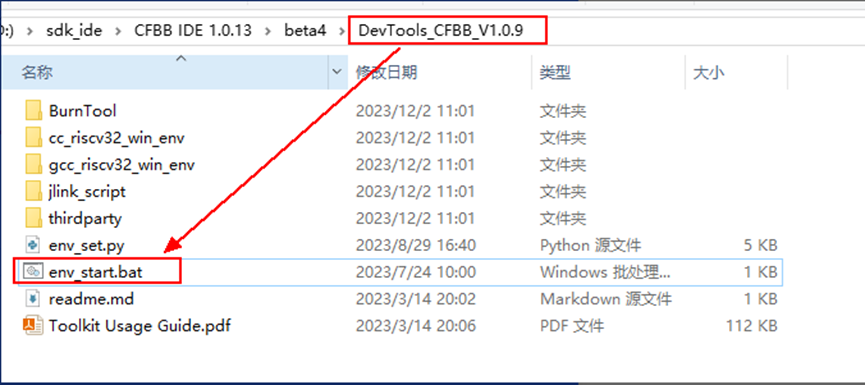 ):) › sdk_ide › CFBB IDE 1.0.13 › beta4 › DevTools_CFBB_V1.0.9
名称 修改日期 类型 大小
BurnTool 2023/12/2 11:01 文件夹
cc_riscv32_win_env 2023/12/2 11:01 文件夹
gcc_riscv32_win_env 2023/12/2 11:01 文件夹
jlink_script 2023/12/2 11:01 文件夹
thirdparty 2023/12/2 11:01 文件夹
env_set.py 2023/8/29 16:40 Python 源文件 5 KB
env_start.bat 2023/7/24 10:00 Windows 批处理... 1 KB
readme.md 2023/3/14 20:02 Markdown 源文件 1 KB
Toolkit Usage Guide.pdf 2023/3/14 20:06 PDF 文件 112 KB